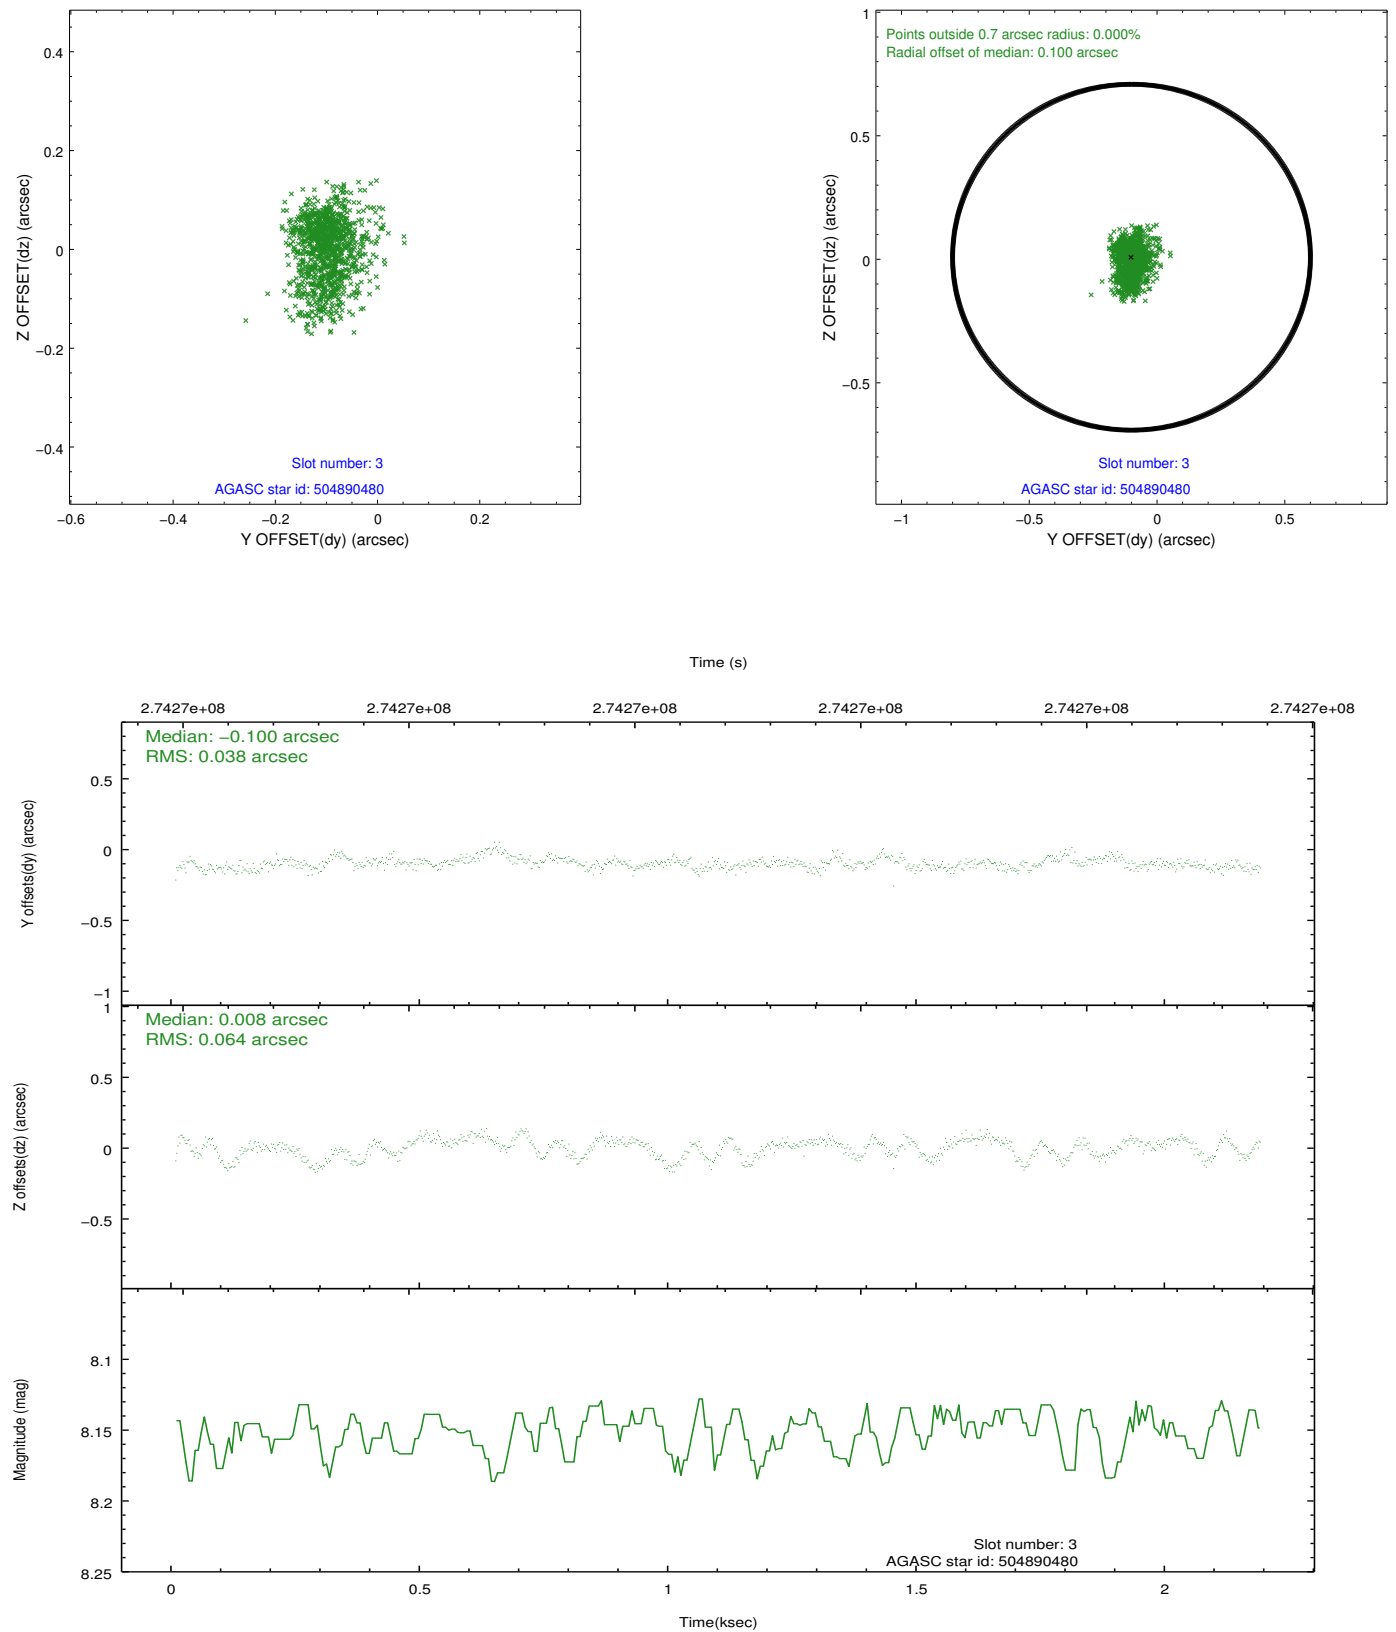 0.4
0.2
0
−0.2
−0.4
Z OFFSET(dz) (arcsec)
Slot number: 3
AGASC star id: 504890480
−0.6
−0.4
−0.2
0
0.2
Y OFFSET(dy) (arcsec)
1
0.5
0
−0.5
Z OFFSET(dz) (arcsec)
Points outside 0.7 arcsec radius: 0.000%
Radial offset of median: 0.100 arcsec
Slot number: 3
AGASC star id: 504890480
−1
−0.5
0
0.5
Y OFFSET(dy) (arcsec)
Time (s)
2.7427e+08
2.7427e+08
2.7427e+08
2.7427e+08
2.7427e+08
2.7427e+08
Median: −0.100 arcsec
RMS: 0.038 arcsec
0.5
0
−0.5
−1
Y offsets(dy) (arcsec)
Median: 0.008 arcsec
RMS: 0.064 arcsec
1
0.5
0
−0.5
Z offsets(dz) (arcsec)
8.1
8.15
8.2
8.25
Magnitude (mag)
Slot number: 3
AGASC star id: 504890480
0
0.5
1
1.5
2
Time(ksec)